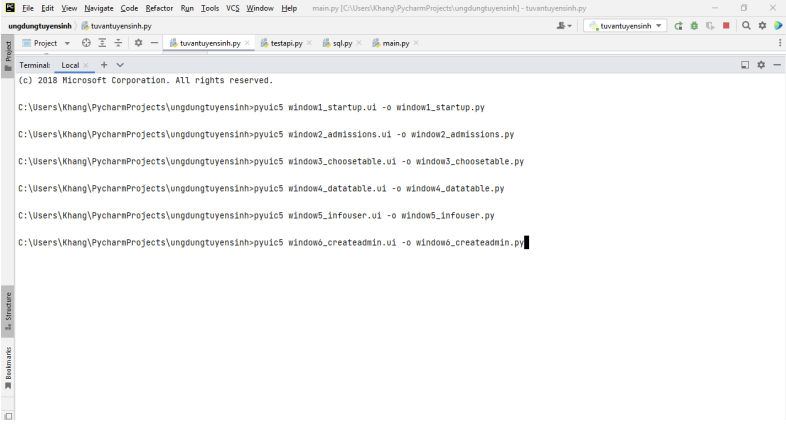 PC File Edit View Navigate Code Refactor Run Tools VCS Window Help main.py [C:\Users\Khang\PycharmProjects\ungdungtuyensinh] - tuvantuyensinh.py
ungdungtuyensinh tuvantuyensinh.py tuvantuyensinh
Project tuvantuyensinh.py testapi.py sql.py main.py
Project
Terminal: Local
(c) 2018 Microsoft Corporation. All rights reserved.
C:\Users\Khang\PycharmProjects\ungdungtuyensinh>pyuic5 window1_startup.ui -o window1_startup.py
C:\Users\Khang\PycharmProjects\ungdungtuyensinh>pyuic5 window2_admissions.ui -o window2_admissions.py
C:\Users\Khang\PycharmProjects\ungdungtuyensinh>pyuic5 window3_choosetable.ui -o window3_choosetable.py
C:\Users\Khang\PycharmProjects\ungdungtuyensinh>pyuic5 window4_datatable.ui -o window4_datatable.py
C:\Users\Khang\PycharmProjects\ungdungtuyensinh>pyuic5 window5_infouser.ui -o window5_infouser.py
C:\Users\Khang\PycharmProjects\ungdungtuyensinh>pyuic5 window6_createadmin.ui -o window6_createadmin.py
Structure
Bookmarks